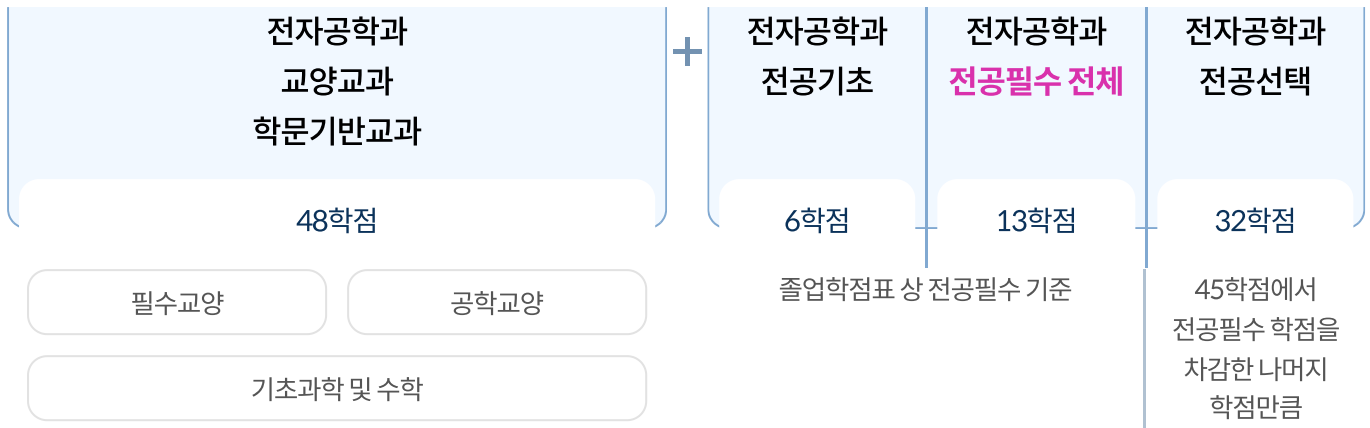 전자공학과
교양교과
학문기반교과
48학점
필수교양
공학교양
기초과학 및 수학
+
전자공학과
전공기초
6학점
전자공학과
전공필수 전체
13학점
졸업학점표 상 전공필수 기준
전자공학과
전공선택
32학점
45학점에서
전공필수 학점을
차감한 나머지
학점만큼